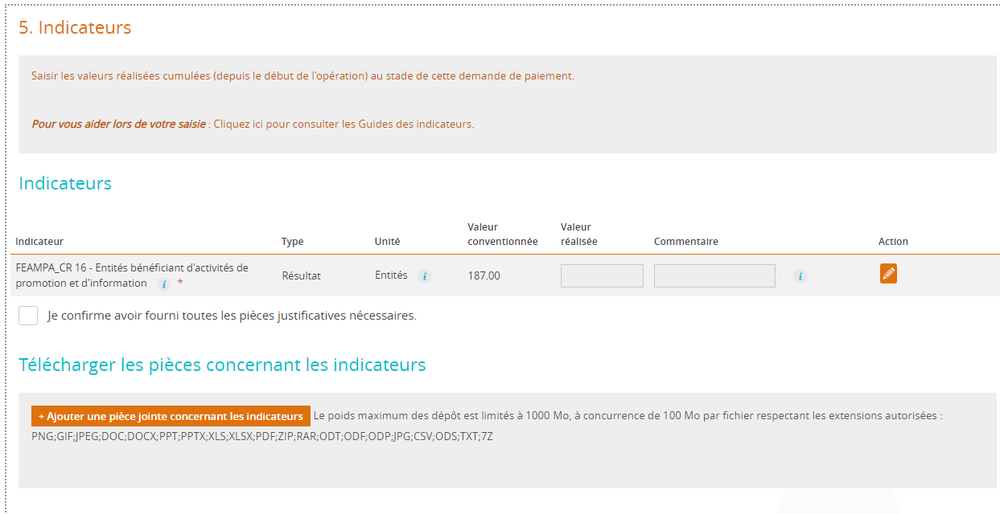 5. Indicateurs
Saisir les valeurs réalisées cumulées (depuis le début de l'opération) au stade de cette demande de paiement.
Pour vous aider lors de votre saisie : Cliquez ici pour consulter les Guides des indicateurs.
Indicateurs
Indicateur Type Unité Valeur conventionnée Valeur réalisée Commentaire Action
FEAMPA_CR 16 - Entités bénéficiant d'activités de
promotion et d'information i * Résultat Entités i 187.00 i
Je confirme avoir fourni toutes les pièces justificatives nécessaires.
Télécharger les pièces concernant les indicateurs
+ Ajouter une pièce jointe concernant les indicateurs Le poids maximum des dépôt est limités à 1000 Mo, à concurrence de 100 Mo par fichier respectant les extensions autorisées :
PNG;GIF;JPEG;DOC;DOCX;PPT;PPTX;XLS;XLSX;PDF;ZIP;RAR;ODT;ODF;ODP;JPG;CSV;ODS;TXT;7Z